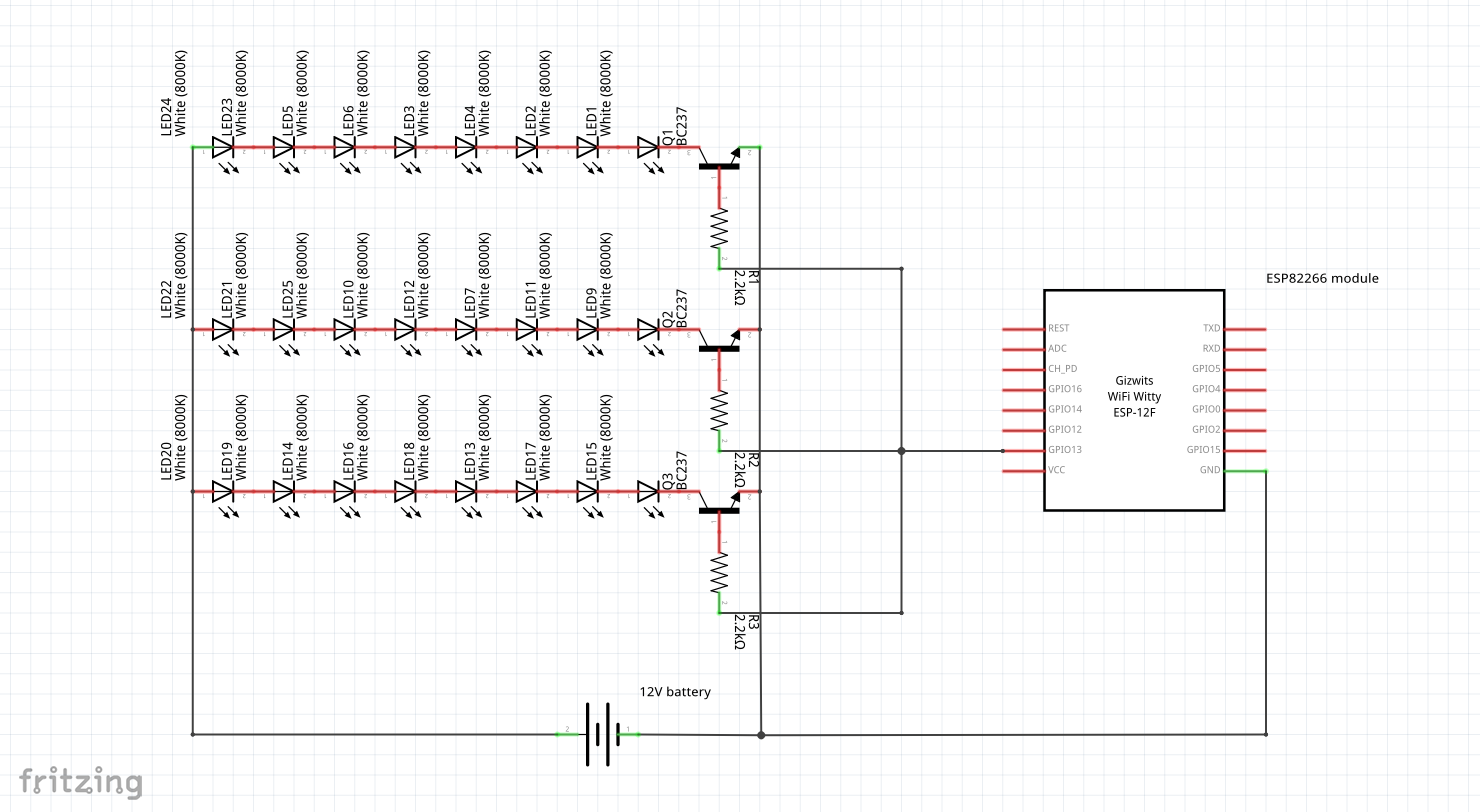 LED24
White (8000K)
LED23
White (8000K)
LED5
White (8000K)
LED6
White (8000K)
LED3
White (8000K)
LED4
White (8000K)
LED2
White (8000K)
LED1
White (8000K)
Q1
BC237
R1
2.2kΩ
LED22
White (8000K)
LED21
White (8000K)
LED25
White (8000K)
LED10
White (8000K)
LED12
White (8000K)
LED7
White (8000K)
LED11
White (8000K)
LED9
White (8000K)
Q2
BC237
R2
2.2kΩ
LED20
White (8000K)
LED19
White (8000K)
LED14
White (8000K)
LED16
White (8000K)
LED18
White (8000K)
LED13
White (8000K)
LED17
White (8000K)
LED15
White (8000K)
Q3
BC237
R3
2.2kΩ
ESP82266 module
REST
ADC
CH_PD
GPIO16
GPIO14
GPIO12
GPIO13
VCC
Gizwits
WiFi Witty
ESP-12F
TXD
RXD
GPIO5
GPIO4
GPIO0
GPIO2
GPIO15
GND
12V battery
2
1
fritzing